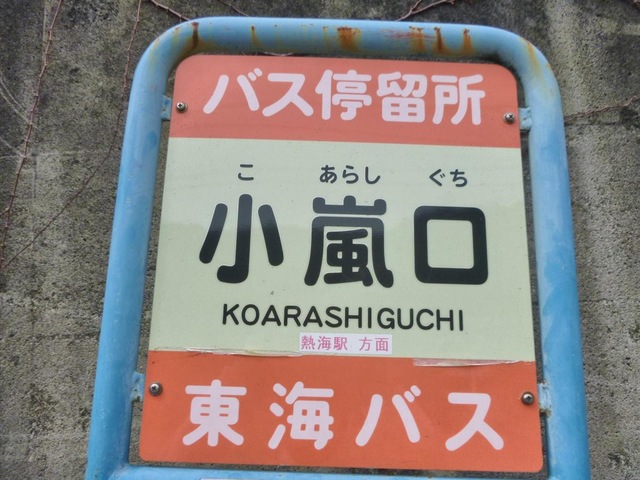 バス停留所
こ あらし ぐち
小嵐口
KOARASHIGUCHI
熱海駅 方面
東海バス